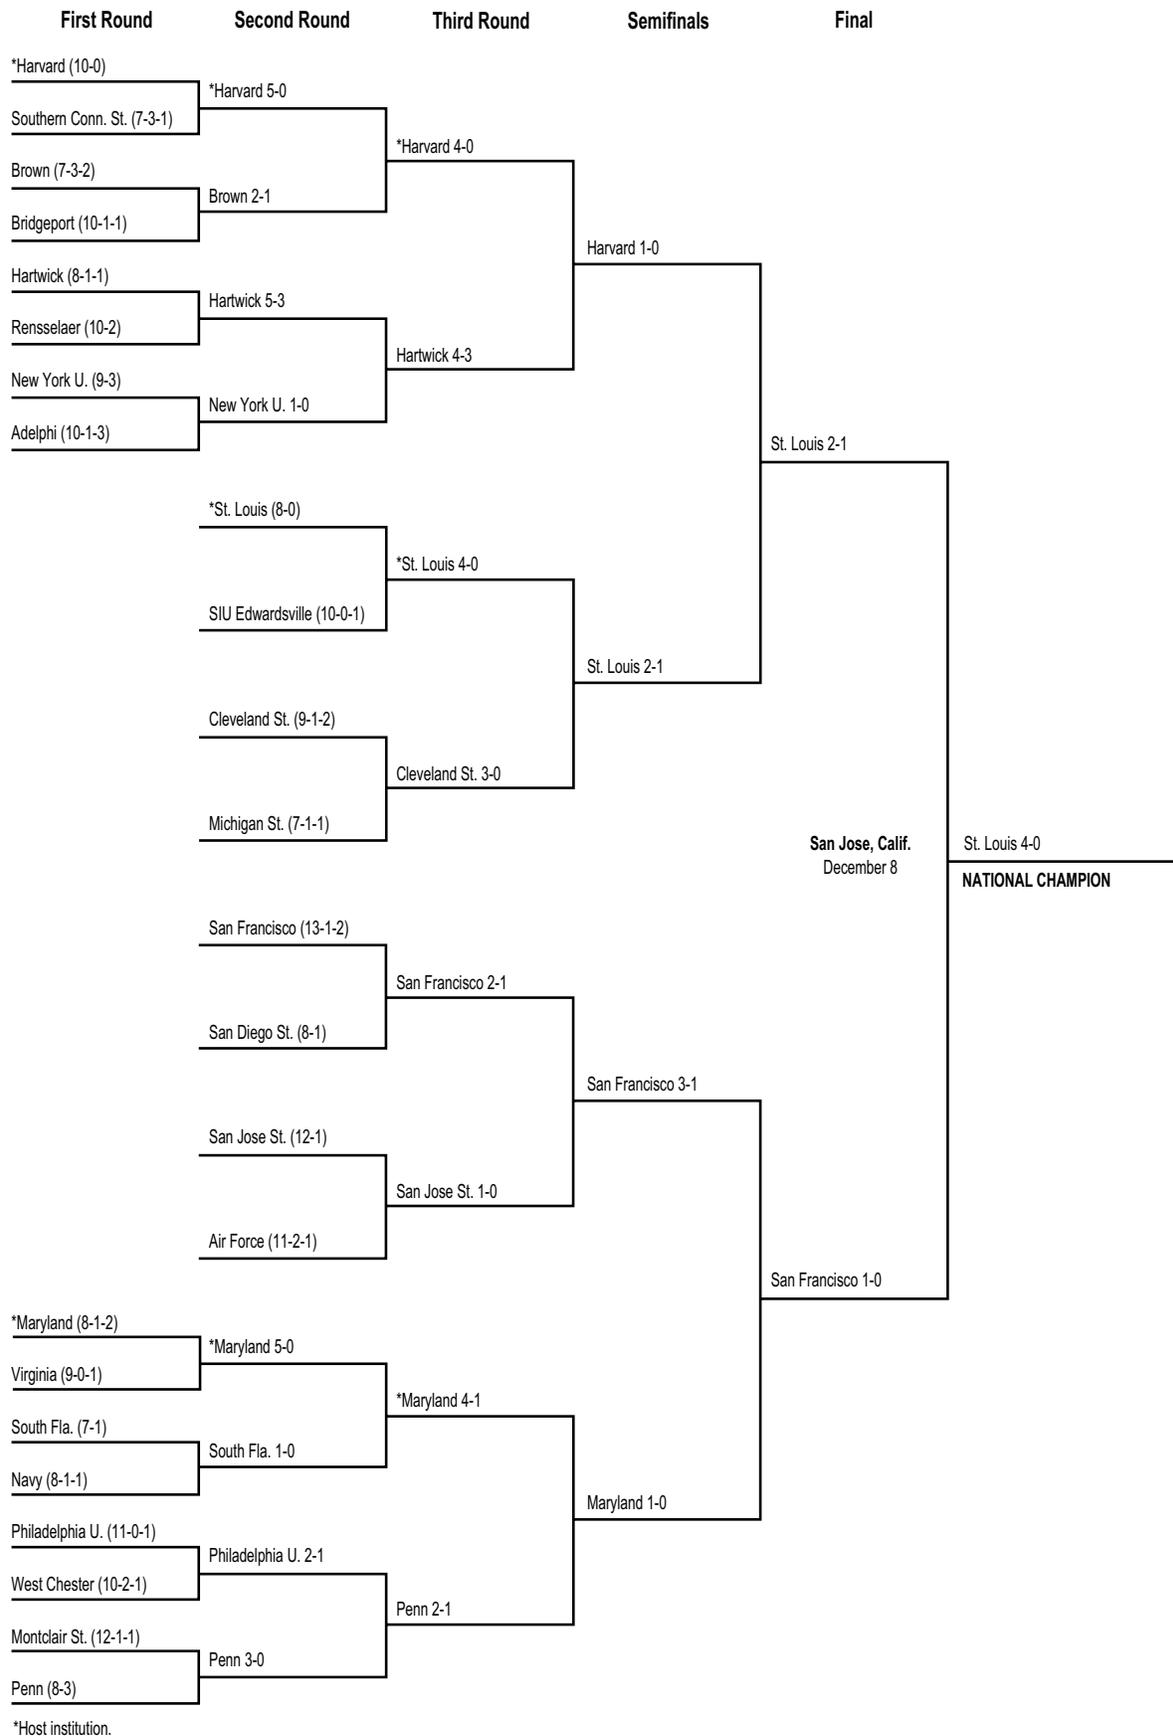 First Round Second Round Third Round Semifinals Final
*Harvard (10-0)
*Harvard 5-0
Southern Conn. St. (7-3-1)
*Harvard 4-0
Brown (7-3-2)
Brown 2-1
Bridgeport (10-1-1)
Harvard 1-0
Hartwick (8-1-1)
Hartwick 5-3
Rensselaer (10-2)
Hartwick 4-3
New York U. (9-3)
New York U. 1-0
Adelphi (10-1-3)
St. Louis 2-1
*St. Louis (8-0)
*St. Louis 4-0
SIU Edwardsville (10-0-1)
St. Louis 2-1
Cleveland St. (9-1-2)
Cleveland St. 3-0
Michigan St. (7-1-1)
San Jose, Calif.
December 8
St. Louis 4-0
NATIONAL CHAMPION
San Francisco (13-1-2)
San Francisco 2-1
San Diego St. (8-1)
San Francisco 3-1
San Jose St. (12-1)
San Jose St. 1-0
Air Force (11-2-1)
San Francisco 1-0
*Maryland (8-1-2)
*Maryland 5-0
Virginia (9-0-1)
*Maryland 4-1
South Fla. (7-1)
South Fla. 1-0
Navy (8-1-1)
Maryland 1-0
Philadelphia U. (11-0-1)
Philadelphia U. 2-1
West Chester (10-2-1)
Penn 2-1
Montclair St. (12-1-1)
Penn 3-0
Penn (8-3)
*Host institution.